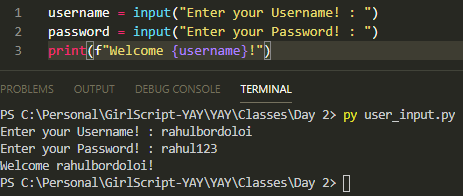 1 username = input("Enter your Username! : ")
2 password = input("Enter your Password! : ")
3 print(f"Welcome {username}!")
PROBLEMS OUTPUT DEBUG CONSOLE TERMINAL
PS C:\Personal\GirlScript-YAY\YAY\Classes\Day 2> py user_input.py
Enter your Username! : rahulbordoloi
Enter your Password! : rahul123
Welcome rahulbordoloi!
PS C:\Personal\GirlScript-YAY\YAY\Classes\Day 2>